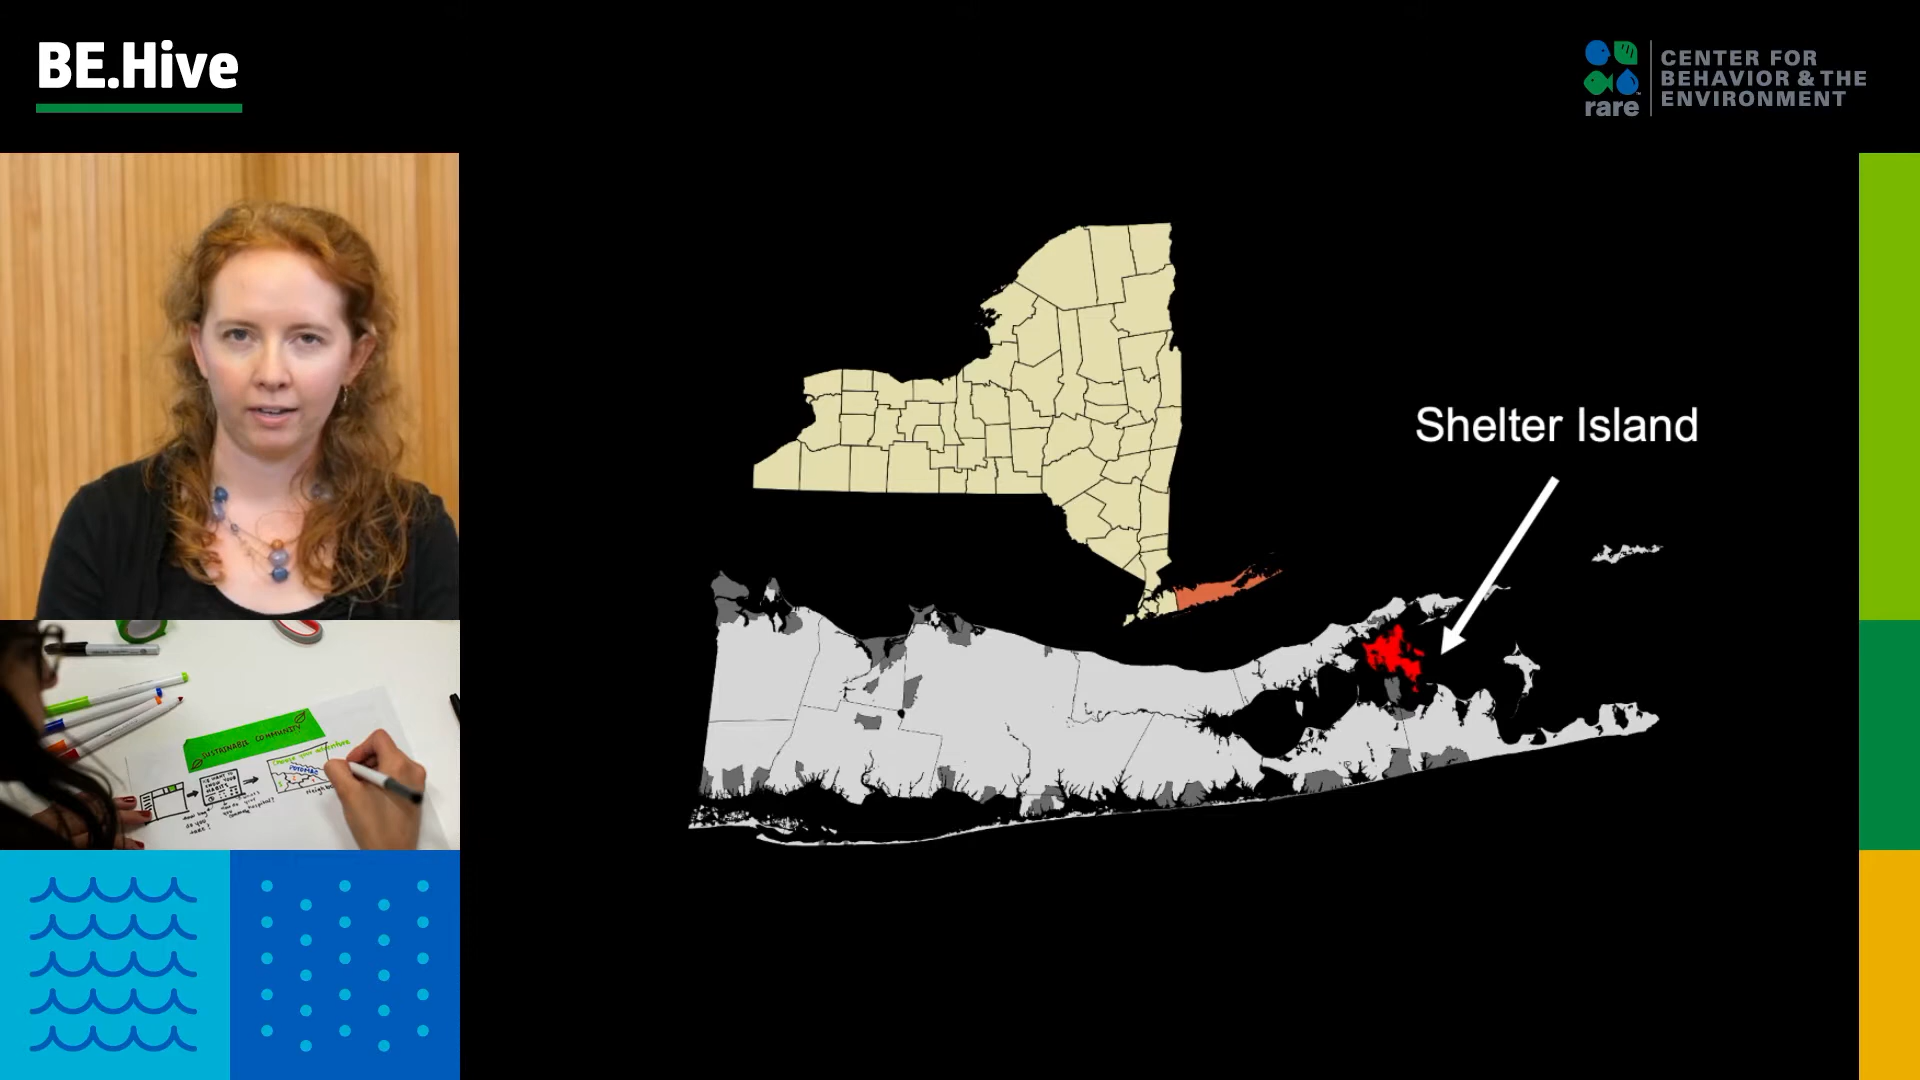 BE.Hive
rare
CENTER FOR
BEHAVIOR & THE
ENVIRONMENT
Shelter Island
SUSTAINABLE COMMUNITY